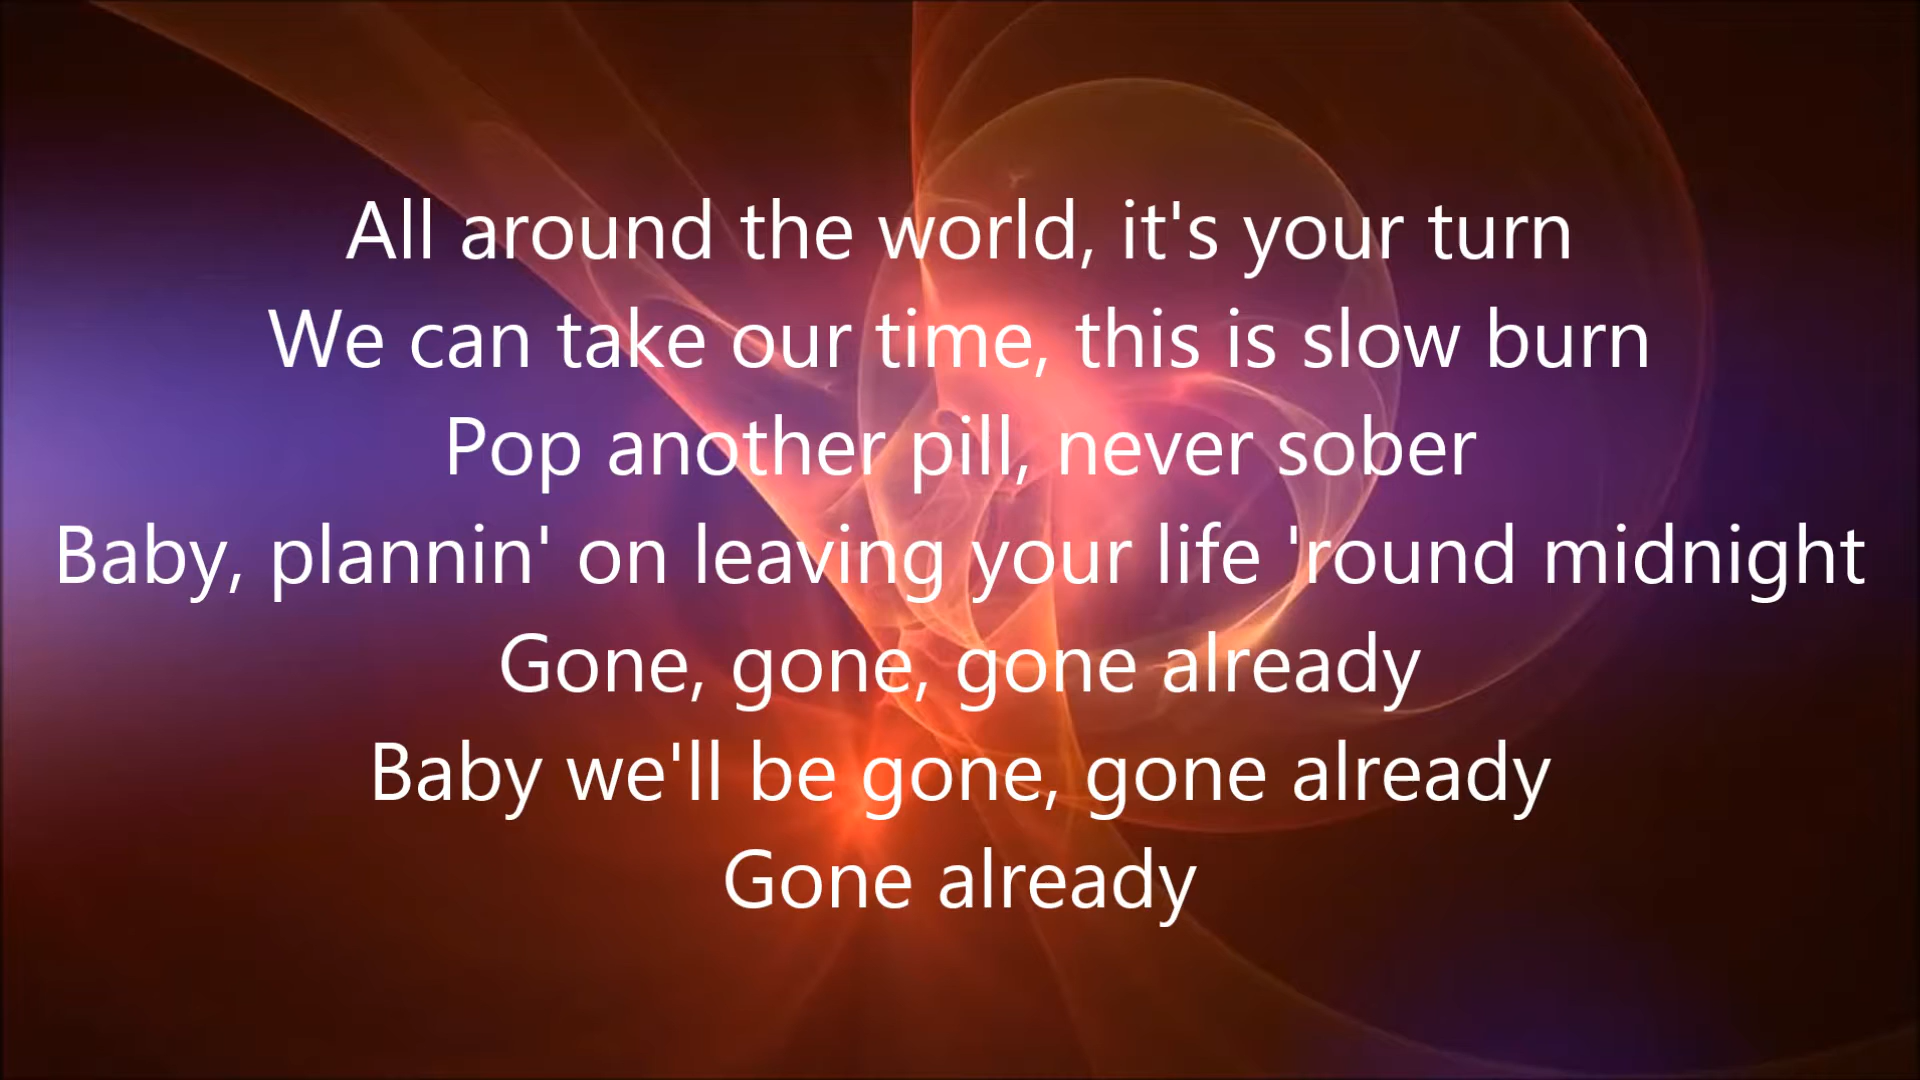 All around the world, it's your turn
We can take our time, this is slow burn
Pop another pill, never sober
Baby, plannin' on leaving your life 'round midnight
Gone, gone, gone already
Baby we'll be gone, gone already
Gone already